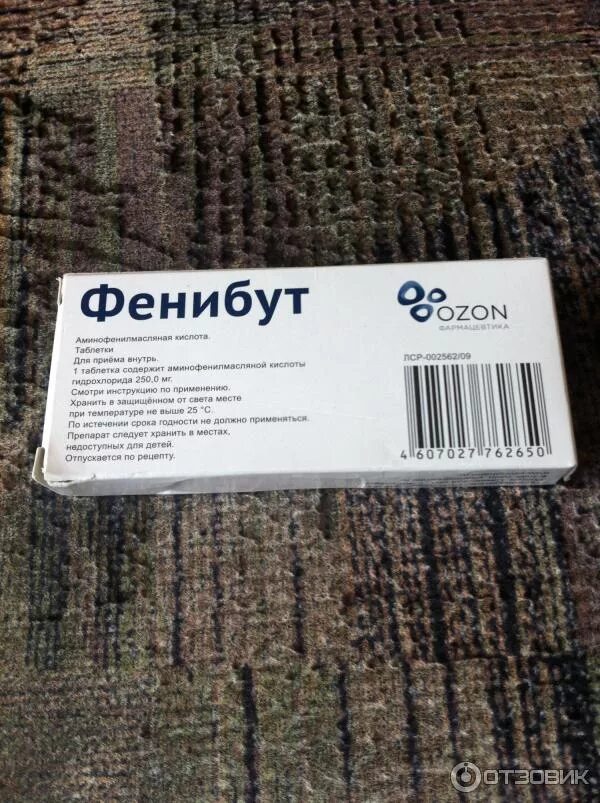 Фенибут
Аминофенилмасляная кислота.
Таблетки
Для приёма внутрь.
1 таблетка содержит аминофенилмасляной кислоты
гидрохлорида 250,0 мг.
Смотри инструкцию по применению.
Хранить в защищённом от света месте
при температуре не выше 25 °C.
По истечении срока годности не должно применяться.
Препарат следует хранить в местах,
недоступных для детей.
Отпускается по рецепту.
OZON
ФАРМАЦЕВТИКА
ЛСР-002562/09
4 607027 762650
ОТЗОВИК